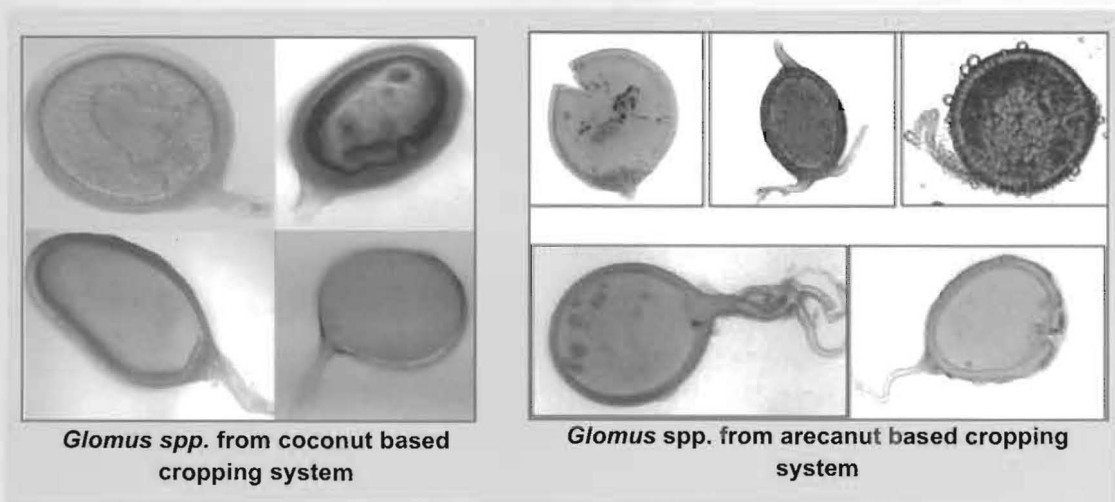 Glomus spp. from coconut based
cropping system
Glomus spp. from arecanut based cropping
system